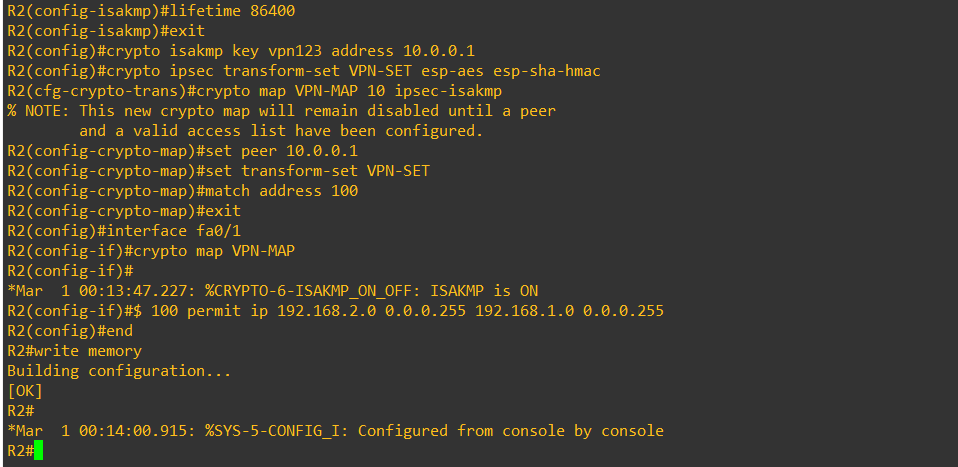 R2(config-isakmp)#lifetime 86400
R2(config-isakmp)#exit
R2(config)#crypto isakmp key vpn123 address 10.0.0.1
R2(config)#crypto ipsec transform-set VPN-SET esp-aes esp-sha-hmac
R2(cfg-crypto-trans)#crypto map VPN-MAP 10 ipsec-isakmp
% NOTE: This new crypto map will remain disabled until a peer
        and a valid access list have been configured.
R2(config-crypto-map)#set peer 10.0.0.1
R2(config-crypto-map)#set transform-set VPN-SET
R2(config-crypto-map)#match address 100
R2(config-crypto-map)#exit
R2(config)#interface fa0/1
R2(config-if)#crypto map VPN-MAP
R2(config-if)#
*Mar  1 00:13:47.227: %CRYPTO-6-ISAKMP_ON_OFF: ISAKMP is ON
R2(config-if)#$ 100 permit ip 192.168.2.0 0.0.0.255 192.168.1.0 0.0.0.255
R2(config)#end
R2#write memory
Building configuration...
[OK]
R2#
*Mar  1 00:14:00.915: %SYS-5-CONFIG_I: Configured from console by console
R2#